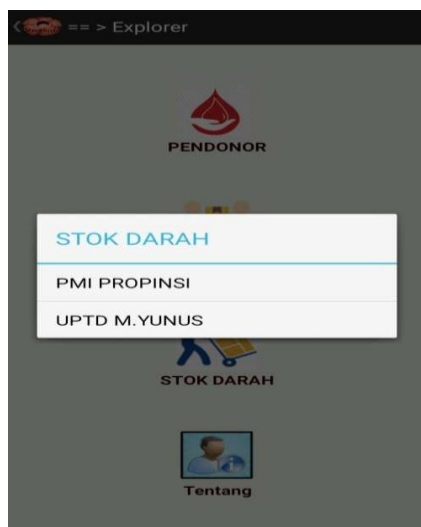 == > Explorer
PENDONOR
STOK DARAH
PMI PROPINSI
UPTD M.YUNUS
STOK DARAH
Tentang